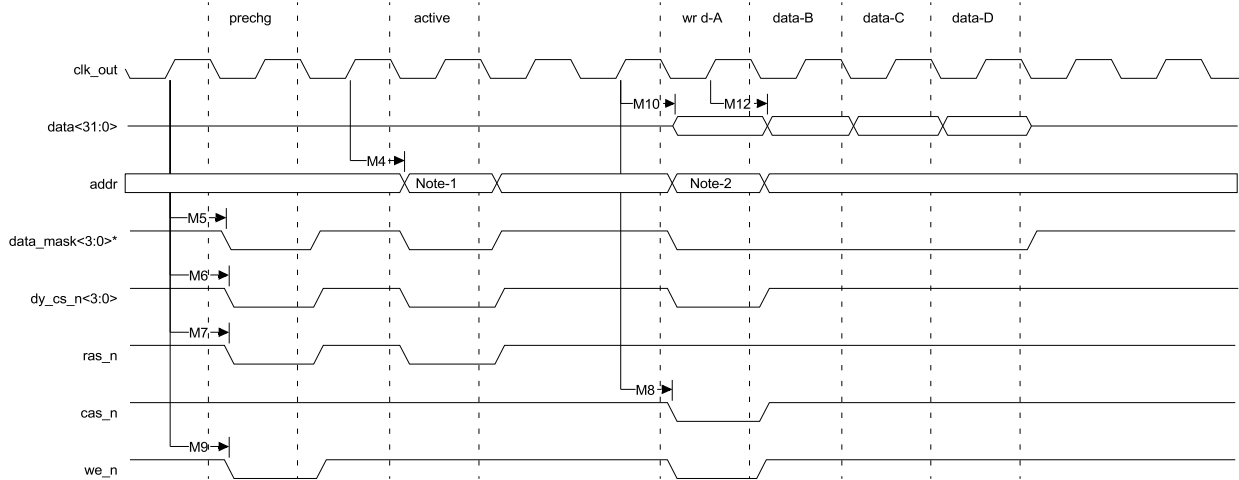 prechg active wr d-A data-B data-C data-D
clk_out
M10 M12
data<31:0>
M4
addr Note-1 Note-2
M5
data_mask<3:0>*
M6
dy_cs_n<3:0>
M7
ras_n
M8
cas_n
M9
we_n